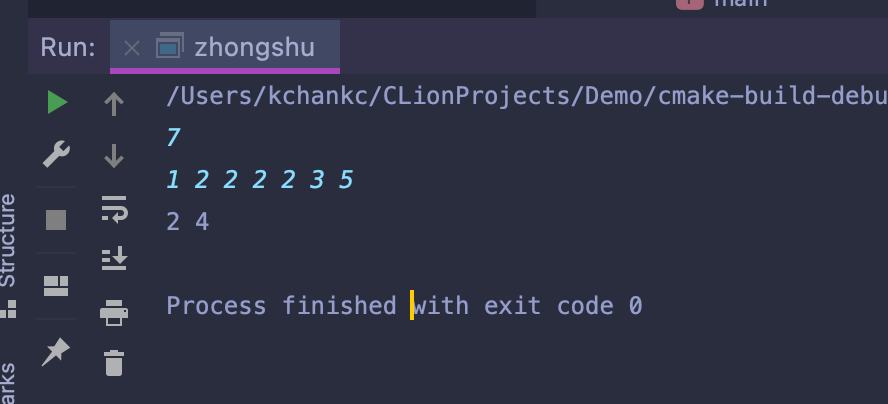 main
Run:
zhongshu
/Users/kchankc/CLionProjects/Demo/cmake-build-debu
7
1 2 2 2 2 3 5
2 4
Process finished with exit code 0
Structure
arks